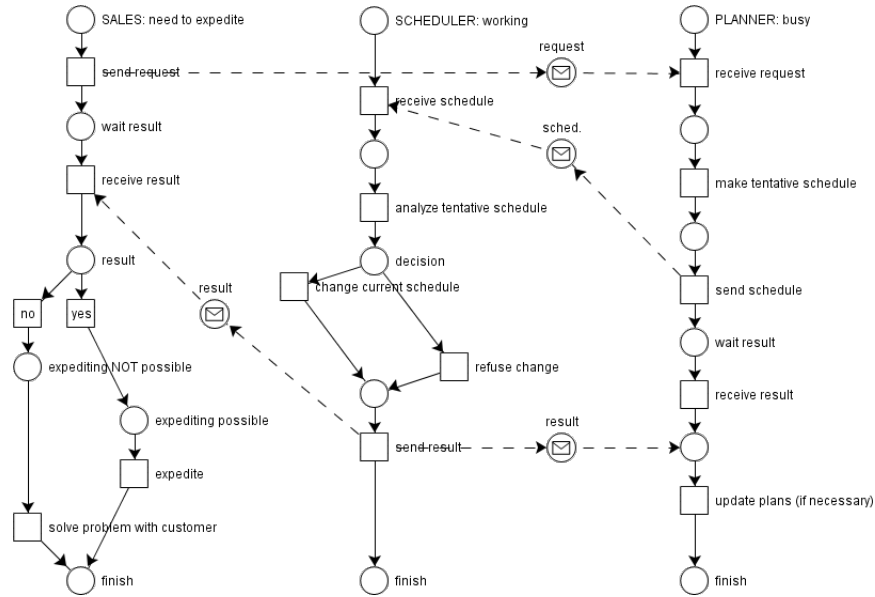 SALES: need to expedite
SCHEDULER: working
PLANNER: busy
request
send request
receive request
receive schedule
sched.
wait result
receive result
make tentative schedule
analyze tentative schedule
result
decision
result
change current schedule
send schedule
no
yes
wait result
expediting NOT possible
refuse change
receive result
expediting possible
result
send result
expedite
update plans (if necessary)
solve problem with customer
finish
finish
finish